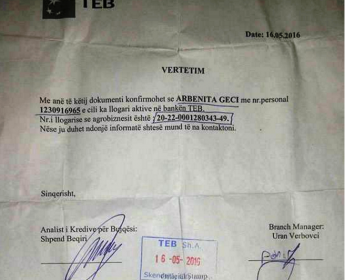 TEB
Date: 16.05.2016
VERTETIM
Me anë të këtij dokumenti konfirmohet se ARBENITA GECI me nr.personal
1230916965 e cili ka llogari aktive në bankën TEB.
Nr.i llogarise se agrobiznesit është 20-22-0001280343-49.
Nëse ju duhet ndonjë informatë shtesë mund të na kontaktoni.
Sinqerisht,
Analist i Kredive për Bujqësi:
Shpend Beqiri
Branch Manager:
Uran Verbovci
TEB Sh.A.
16-05-2016